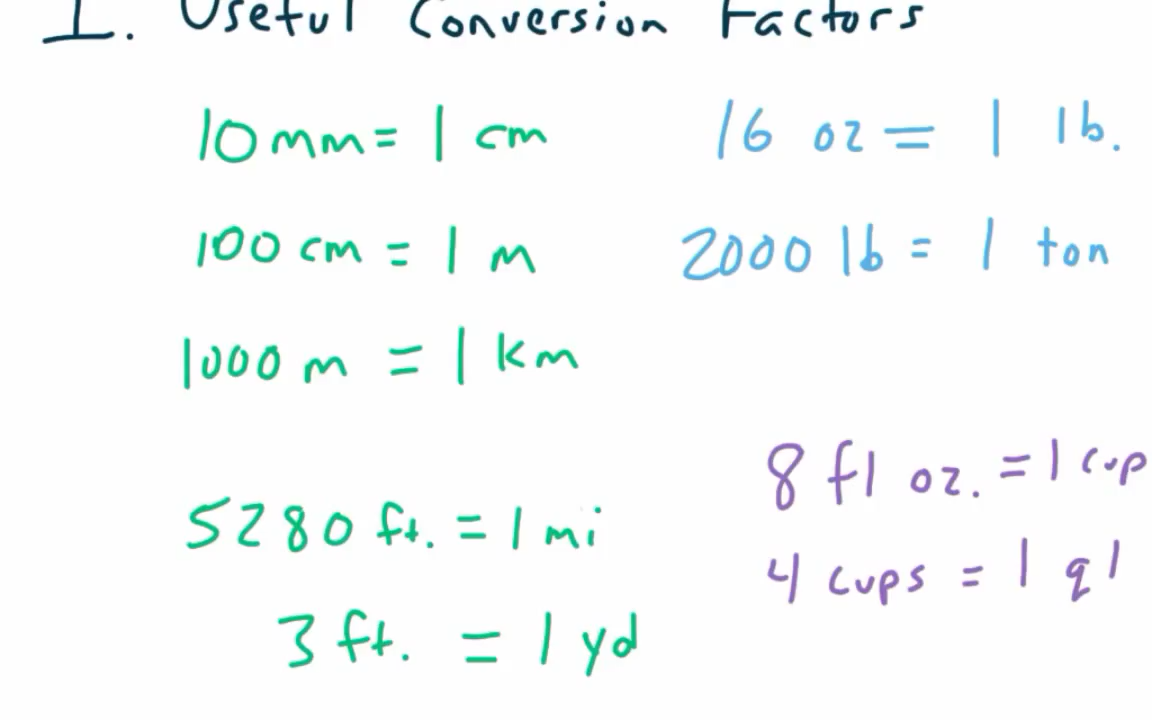 I. Useful Conversion Factors
10 mm = 1 cm
100 cm = 1 m
1000 m = 1 km
5280 ft. = 1 mi
3 ft. = 1 yd
16 oz = 1 lb.
2000 lb = 1 ton
8 fl oz. = 1 cup
4 cups = 1 q1